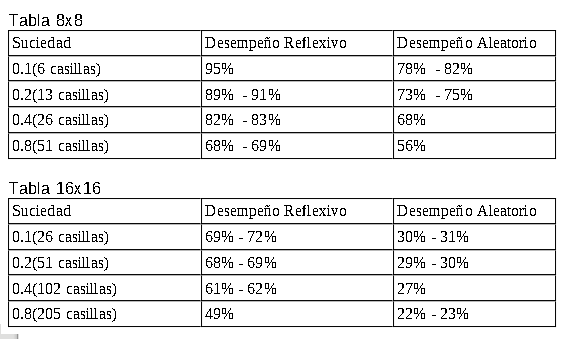 Tabla 8x8
Suciedad Desempeño Reflexivo Desempeño Aleatorio
0.1(6 casillas) 95% 78% - 82%
0.2(13 casillas) 89% - 91% 73% - 75%
0.4(26 casillas) 82% - 83% 68%
0.8(51 casillas) 68% - 69% 56%
Tabla 16x16
Suciedad Desempeño Reflexivo Desempeño Aleatorio
0.1(26 casillas) 69% - 72% 30% - 31%
0.2(51 casillas) 68% - 69% 29% - 30%
0.4(102 casillas) 61% - 62% 27%
0.8(205 casillas) 49% 22% - 23%